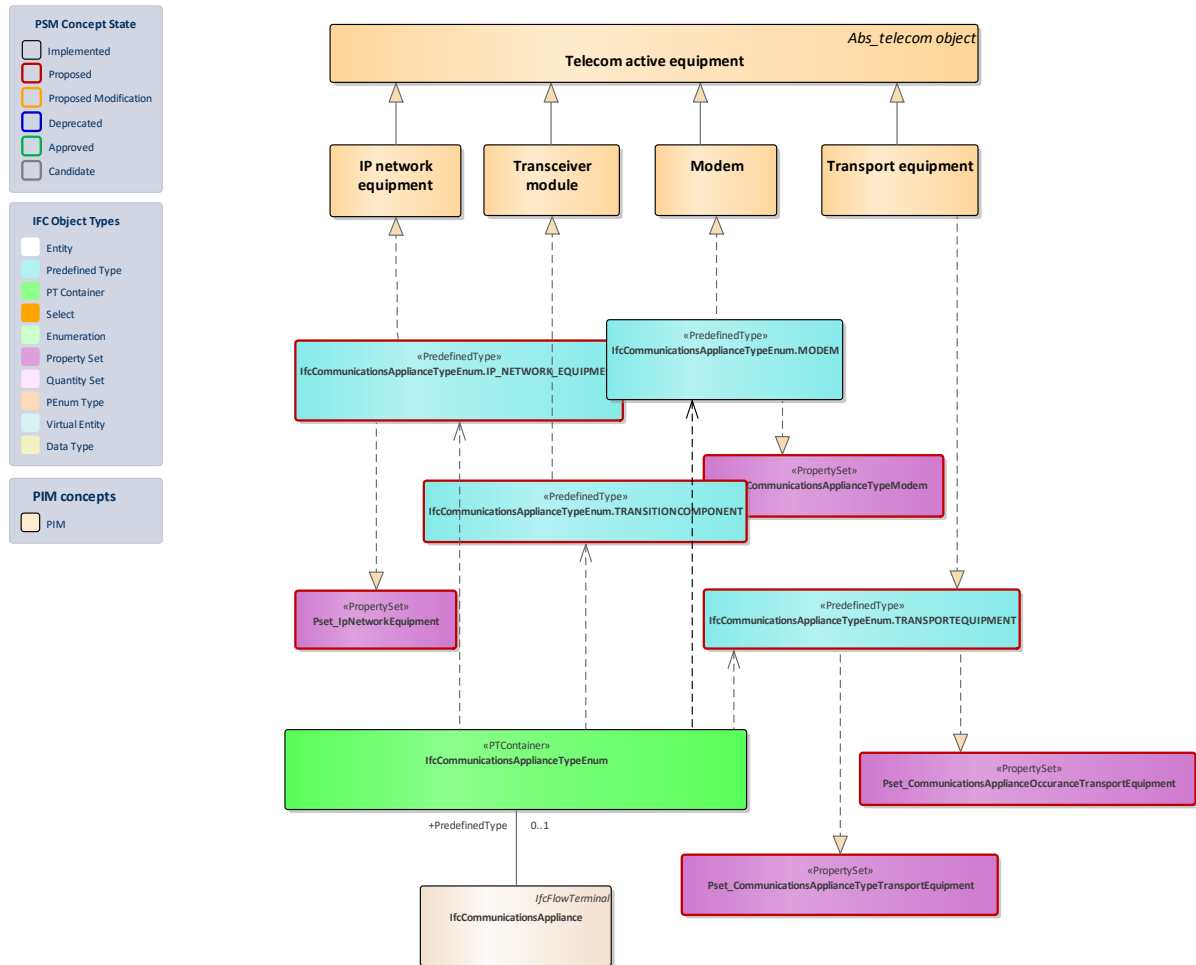 PSM Concept State
Implemented
Proposed
Proposed Modification
Deprecated
Approved
Candidate
IFC Object Types
Entity
Predefined Type
PT Container
Select
Enumeration
Property Set
Quantity Set
PEnum Type
Virtual Entity
Data Type
PIM concepts
PIM
Abs_telecom object
Telecom active equipment
IP network
equipment
Transceiver
module
Modem
Transport equipment
«PredefinedType»
IfcCommunicationsApplianceTypeEnum.MODEM
«PredefinedType»
IfcCommunicationsApplianceTypeEnum.IP_NETWORK_EQUIPME
«PropertySet»
CommunicationsApplianceTypeModem
«PredefinedType»
IfcCommunicationsApplianceTypeEnum.TRANSITIONCOMPONENT
«PropertySet»
Pset_IpNetworkEquipment
«PredefinedType»
IfcCommunicationsApplianceTypeEnum.TRANSPORTEQUIPMENT
«PTContainer»
IfcCommunicationsApplianceTypeEnum
«PropertySet»
Pset_CommunicationsApplianceOccuranceTransportEquipment
+PredefinedType 0..1
«PropertySet»
Pset_CommunicationsApplianceTypeTransportEquipment
IfcFlowTerminal
IfcCommunicationsAppliance